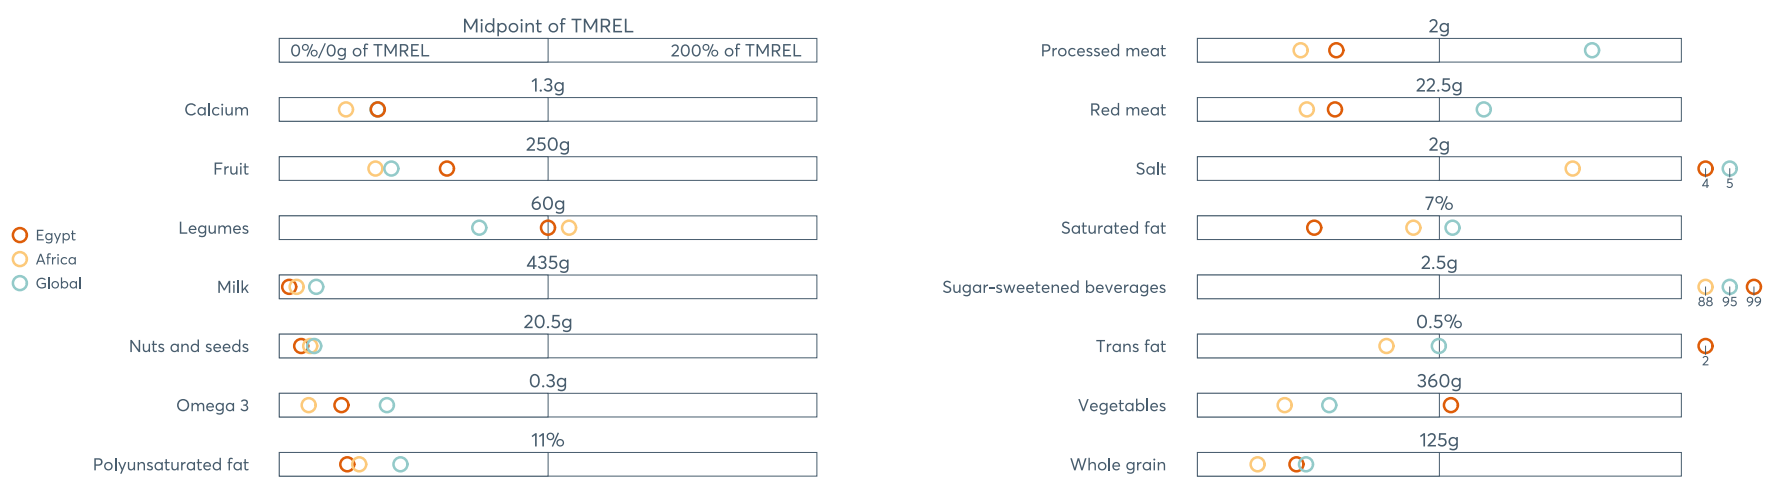 Midpoint of TMREL
0%/0g of TMREL 200% of TMREL
1.3g
Calcium
250g
Fruit
60g
Legumes
435g
Milk
20.5g
Nuts and seeds
0.3g
Omega 3
11%
Polyunsaturated fat
Egypt
Africa
Global
2g
Processed meat
22.5g
Red meat
2g
Salt
4 5
7%
Saturated fat
2.5g
Sugar-sweetened beverages
88 95 99
0.5%
Trans fat
2
360g
Vegetables
125g
Whole grain